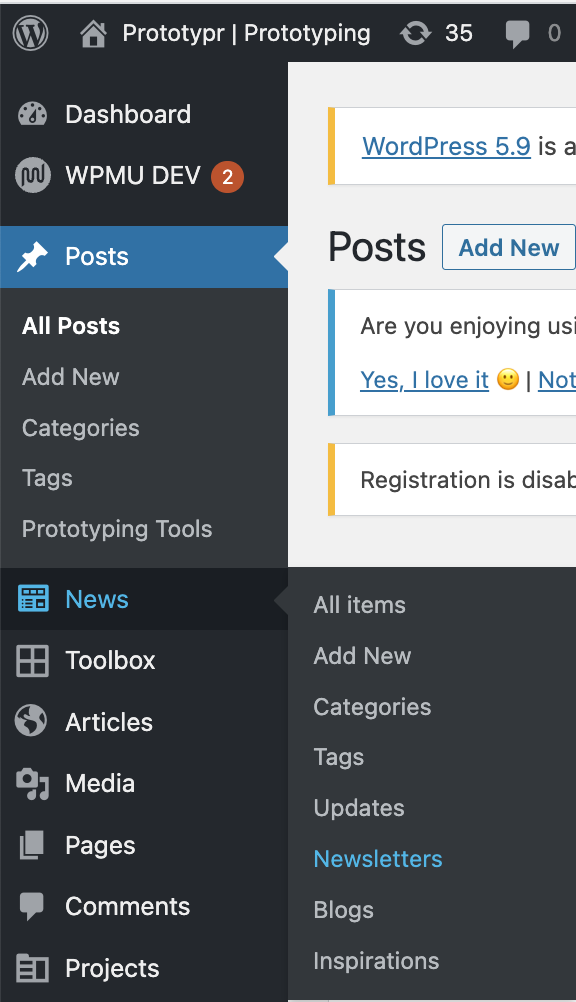 Prototypr | Prototyping 35 0
Dashboard
WPMU DEV 2
Posts
All Posts
Add New
Categories
Tags
Prototyping Tools
News
Toolbox
Articles
Media
Pages
Comments
Projects
WordPress 5.9 is a
Posts Add New
Are you enjoying usi
Yes, I love it 🙂 | Not
Registration is disab
All items
Add New
Categories
Tags
Updates
Newsletters
Blogs
Inspirations